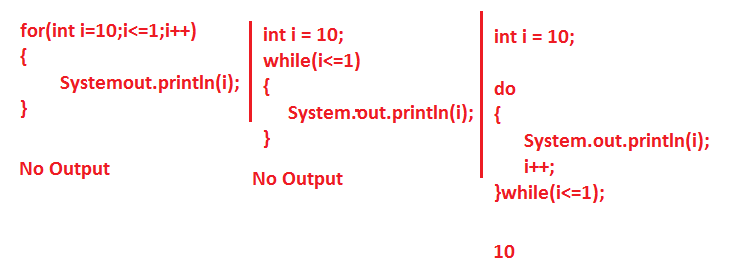 for(int i=10;i<=1;i++)
{
Systemout.println(i);
}
No Output
int i = 10;
while(i<=1)
{
System.out.println(i);
}
No Output
int i = 10;
do
{
System.out.println(i);
i++;
}while(i<=1);
10